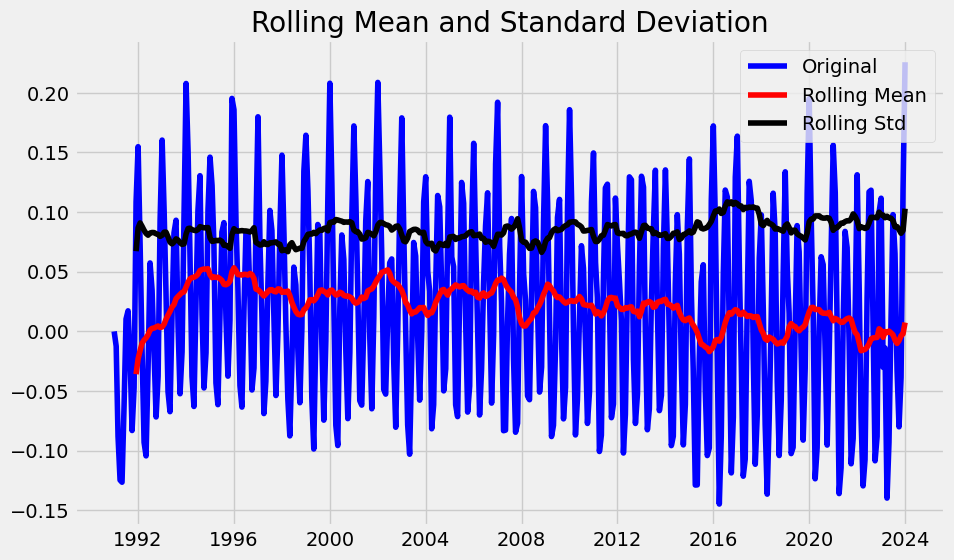 Rolling Mean and Standard Deviation
Original
Rolling Mean
Rolling Std
0.20
0.15
0.10
0.05
0.00
−0.05
−0.10
−0.15
1992 1996 2000 2004 2008 2012 2016 2020 2024